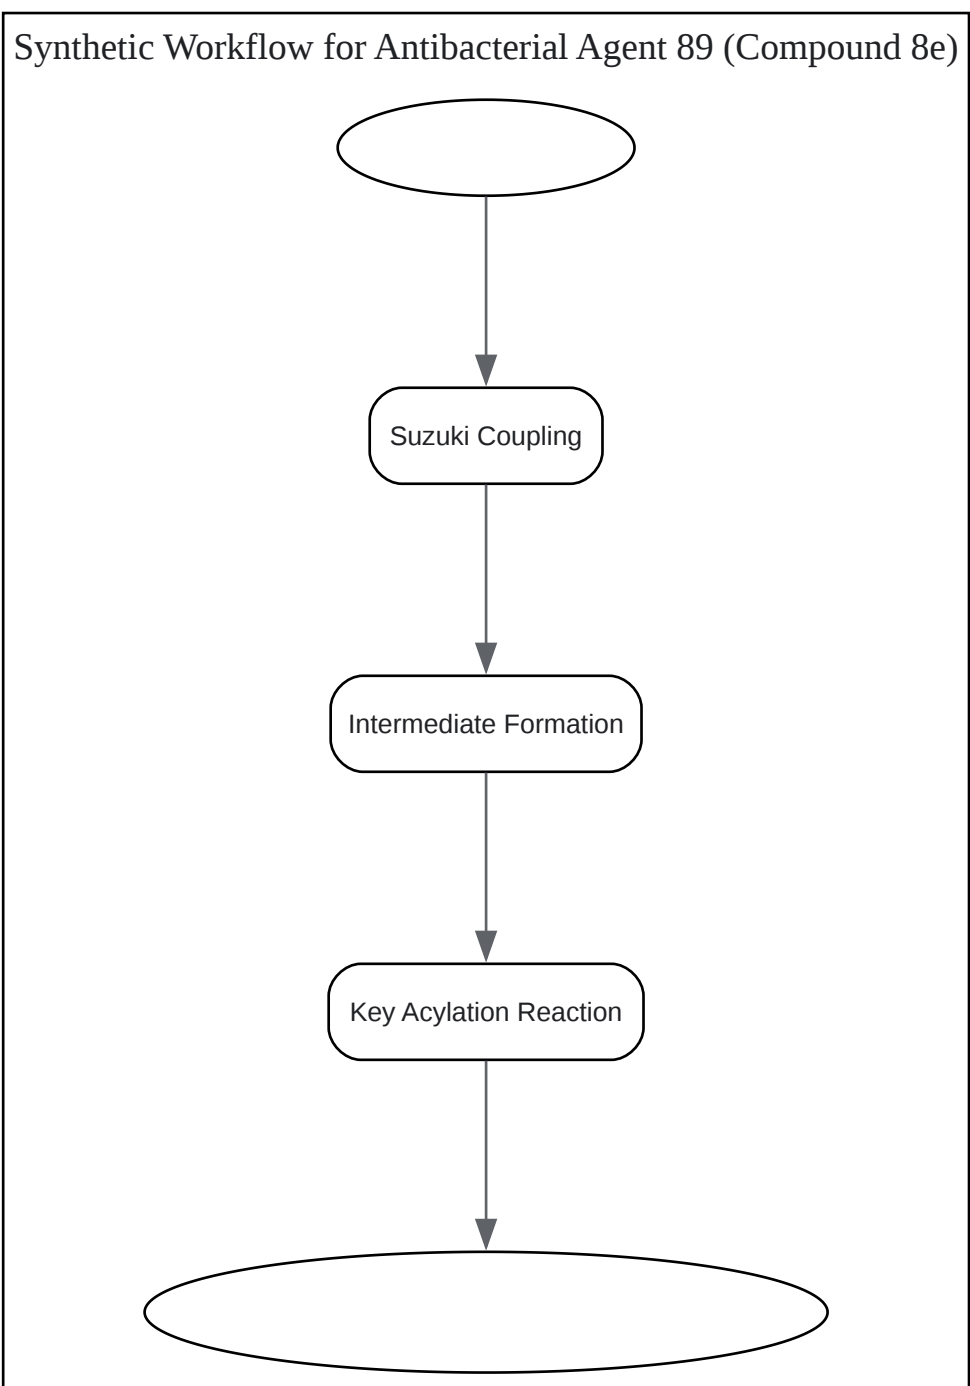 Synthetic Workflow for Antibacterial Agent 89 (Compound 8e)
Suzuki Coupling
Intermediate Formation
Key Acylation Reaction